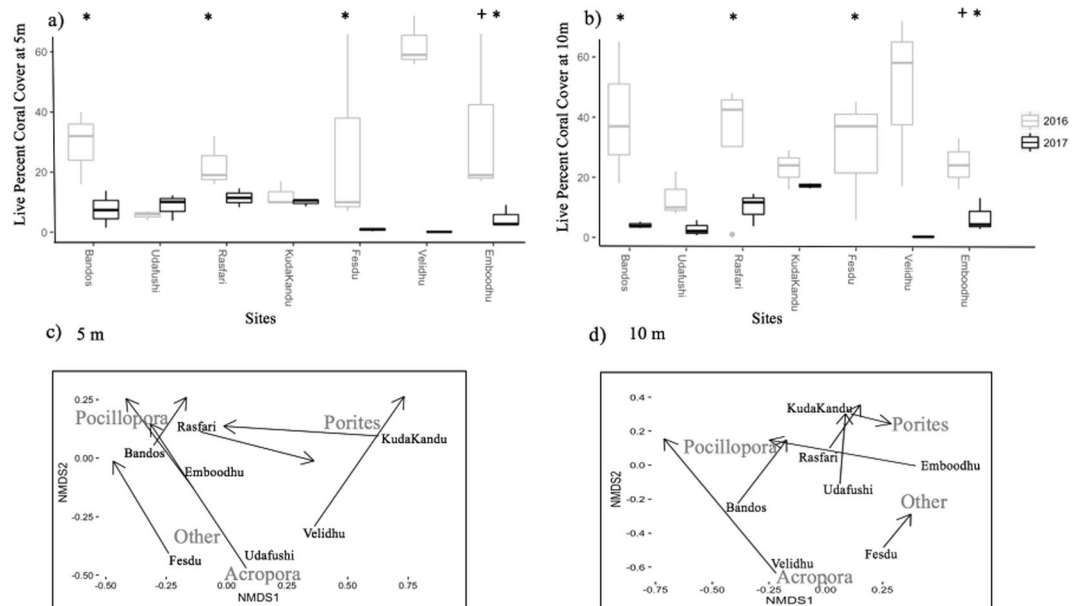 a)
* * * + *
Live Percent Coral Cover at 5m
60
40
20
0
Bandos
Udafushi
Rasfari
KudaKandu
Fesdu
Velidhu
Emboodhu
Sites
b)
* * * + *
Live Percent Coral Cover at 10m
60
40
20
0
Bandos
Udafushi
Rasfari
KudaKandu
Fesdu
Velidhu
Emboodhu
Sites
2016
2017
c) 5 m
0.25
0.00
-0.25
-0.50
NMDS2
Pocillopora
Rasfari
Porites
KudaKandu
Bandos
Emboodhu
Velidhu
Other
Fesdu
Udafushi
Acropora
-0.50 -0.25 0.00 0.25 0.50 0.75
NMDS1
d) 10 m
0.4
0.2
0.0
-0.2
-0.4
-0.6
NMDS2
KudaKandu
Porites
Pocillopora
Rasfari
Emboodhu
Udafushi
Bandos
Other
Fesdu
Velidhu
Acropora
-0.75 -0.50 -0.25 0.00 0.25
NMDS1